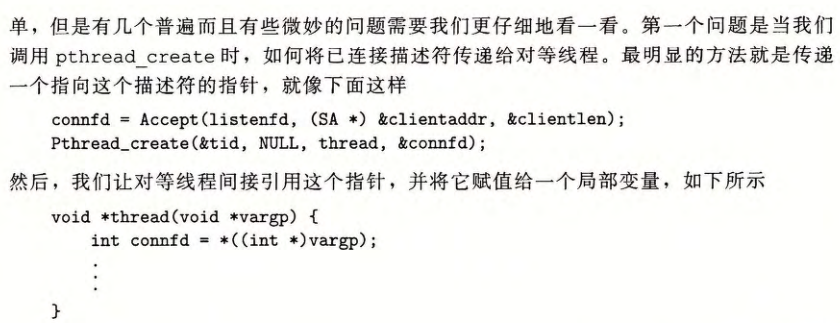 单，但是有几个普遍而且有些微妙的问题需要我们更仔细地看一看。第一个问题是当我们
调用 pthread_create 时，如何将已连接描述符传递给对等线程。最明显的方法就是传递
一个指向这个描述符的指针，就像下面这样
connfd = Accept(listenfd, (SA *) &clientaddr, &clientlen);
Pthread_create(&tid, NULL, thread, &connfd);
然后，我们让对等线程间接引用这个指针，并将它赋值给一个局部变量，如下所示
void *thread(void *vargp) {
int connfd = *((int *)vargp);
.
.
.
}